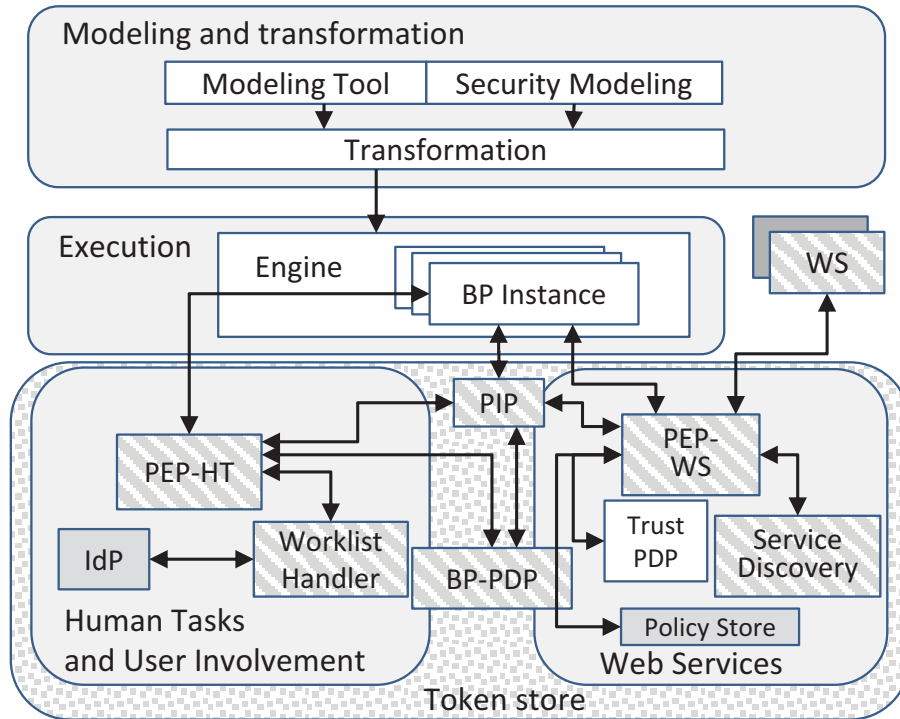 Modeling and transformation
Modeling Tool
Security Modeling
Transformation
Execution
Engine
BP Instance
WS
PIP
PEP-HT
PEP-
WS
IdP
Worklist
Handler
BP-PDP
Trust
PDP
Service
Discovery
Policy Store
Human Tasks
and User Involvement
Web Services
Token store